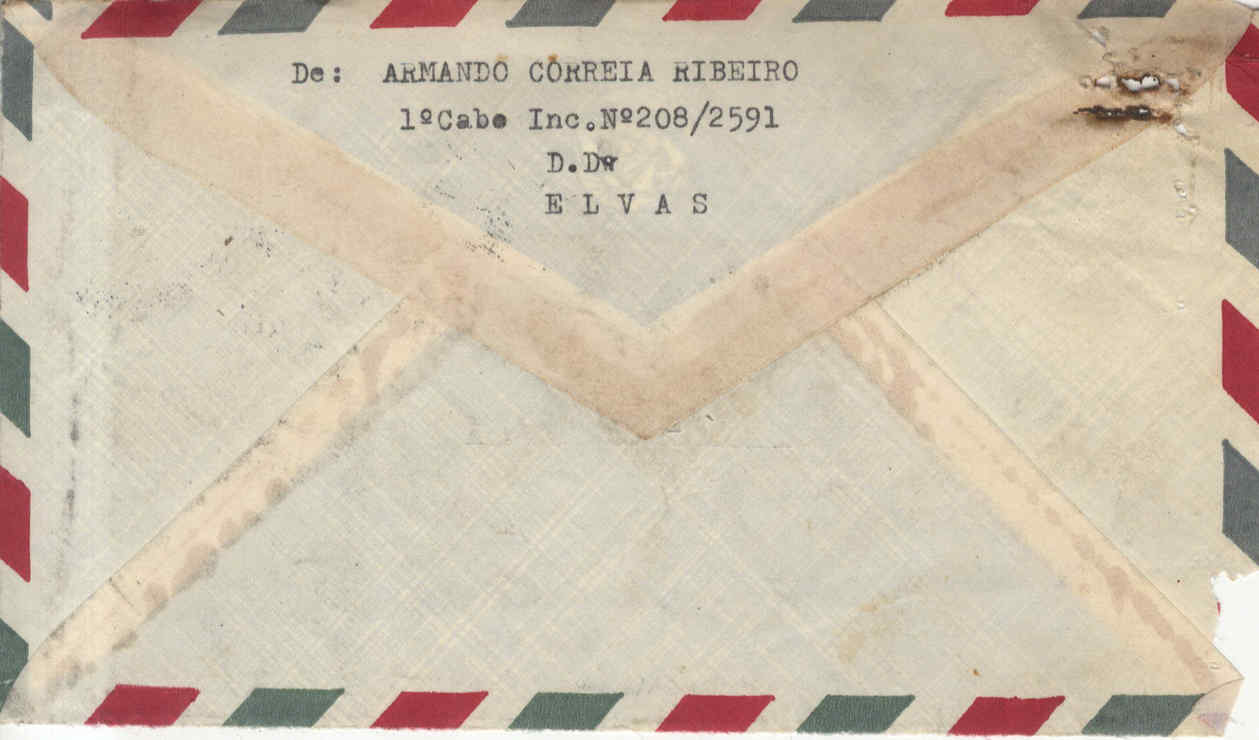 De: ARMANDO CORREIA RIBEIRO
1ºCabo Inc.Nº208/2591
D.D
E L V A S